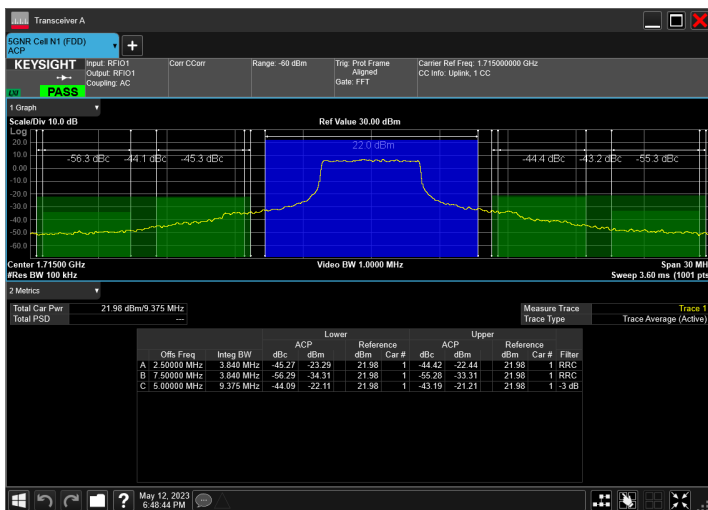 Transceiver A
5GNR Cell N1 (FDD)
ACP
KEYSIGHT
LXI
PASS
Input: RFIO1
Output: RFIO1
Coupling: AC
Corr CCorr
Range: -60 dBm
Trig: Prot Frame
Aligned
Gate: FFT
Carrier Ref Freq: 1.715000000 GHz
CC Info: Uplink, 1 CC
1 Graph
Scale/Div 10.0 dB
Ref Value 30.00 dBm
Log
20.0
10.0
0.00
-10.0
-20.0
-30.0
-40.0
-50.0
-60.0
22.0 dBm
-56.3 dBc
-44.1 dBc
-45.3 dBc
-44.4 dBc
-43.2 dBc
-55.3 dBc
Center 1.71500 GHz
#Res BW 100 kHz
Video BW 1.0000 MHz
Span 30 MH
Sweep 3.60 ms (1001 pts
2 Metrics
Total Car Pwr 21.98 dBm/9.375 MHz
Total PSD ---
Measure Trace Trace 1
Trace Type Trace Average (Active)
Lower Upper
ACP Reference ACP Reference
Offs Freq Integ BW dBc dBm dBm Car # dBc dBm dBm Car # Filter
A 2.50000 MHz 3.840 MHz -45.27 -23.29 21.98 1 -44.42 -22.44 21.98 1 RRC
B 7.50000 MHz 3.840 MHz -56.29 -34.31 21.98 1 -55.28 -33.31 21.98 1 RRC
C 5.00000 MHz 9.375 MHz -44.09 -22.11 21.98 1 -43.19 -21.21 21.98 1 -3 dB
May 12, 2023
6:48:44 PM